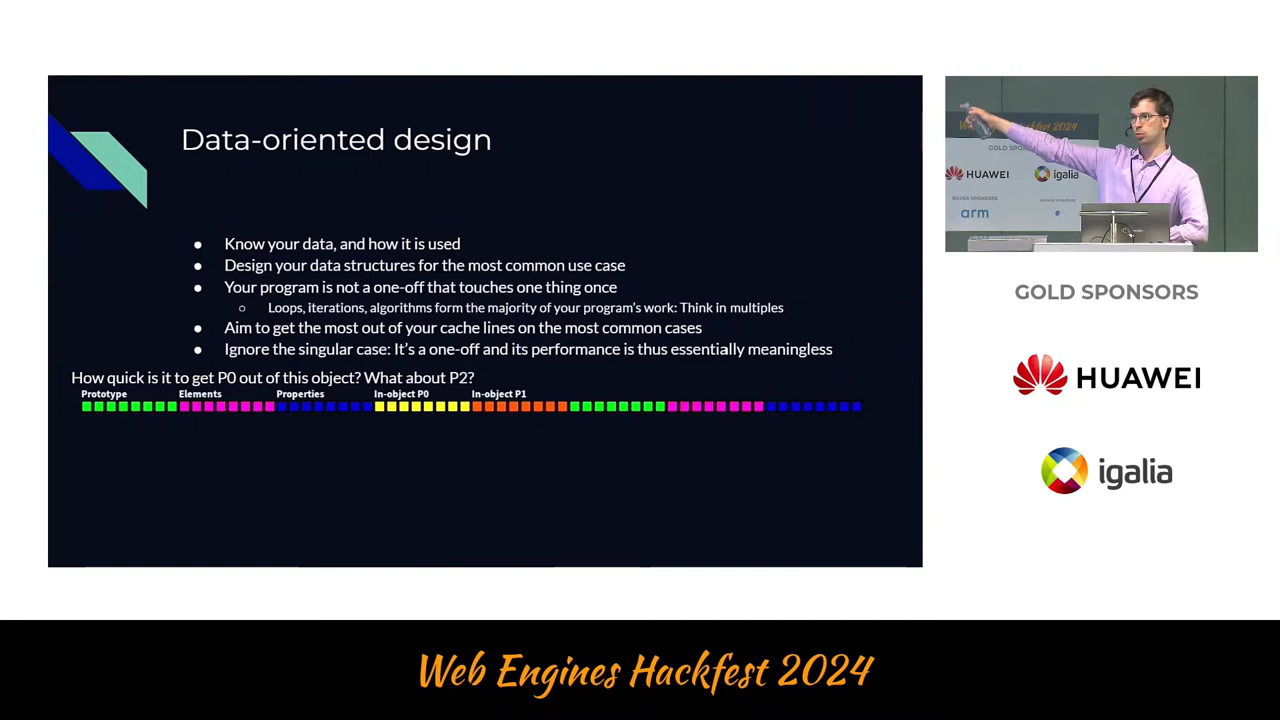 Data-oriented design
● Know your data, and how it is used
● Design your data structures for the most common use case
● Your program is not a one-off that touches one thing once
○ Loops, iterations, algorithms form the majority of your program's work: Think in multiples
● Aim to get the most out of your cache lines on the most common cases
● Ignore the singular case: It's a one-off and its performance is thus essentially meaningless
How quick is it to get P0 out of this object? What about P2?
Prototype Elements Properties In-object P0 In-object P1
HUAWEI
igalia
arm
GOLD SPONSORS
HUAWEI
igalia
Web Engines Hackfest 2024